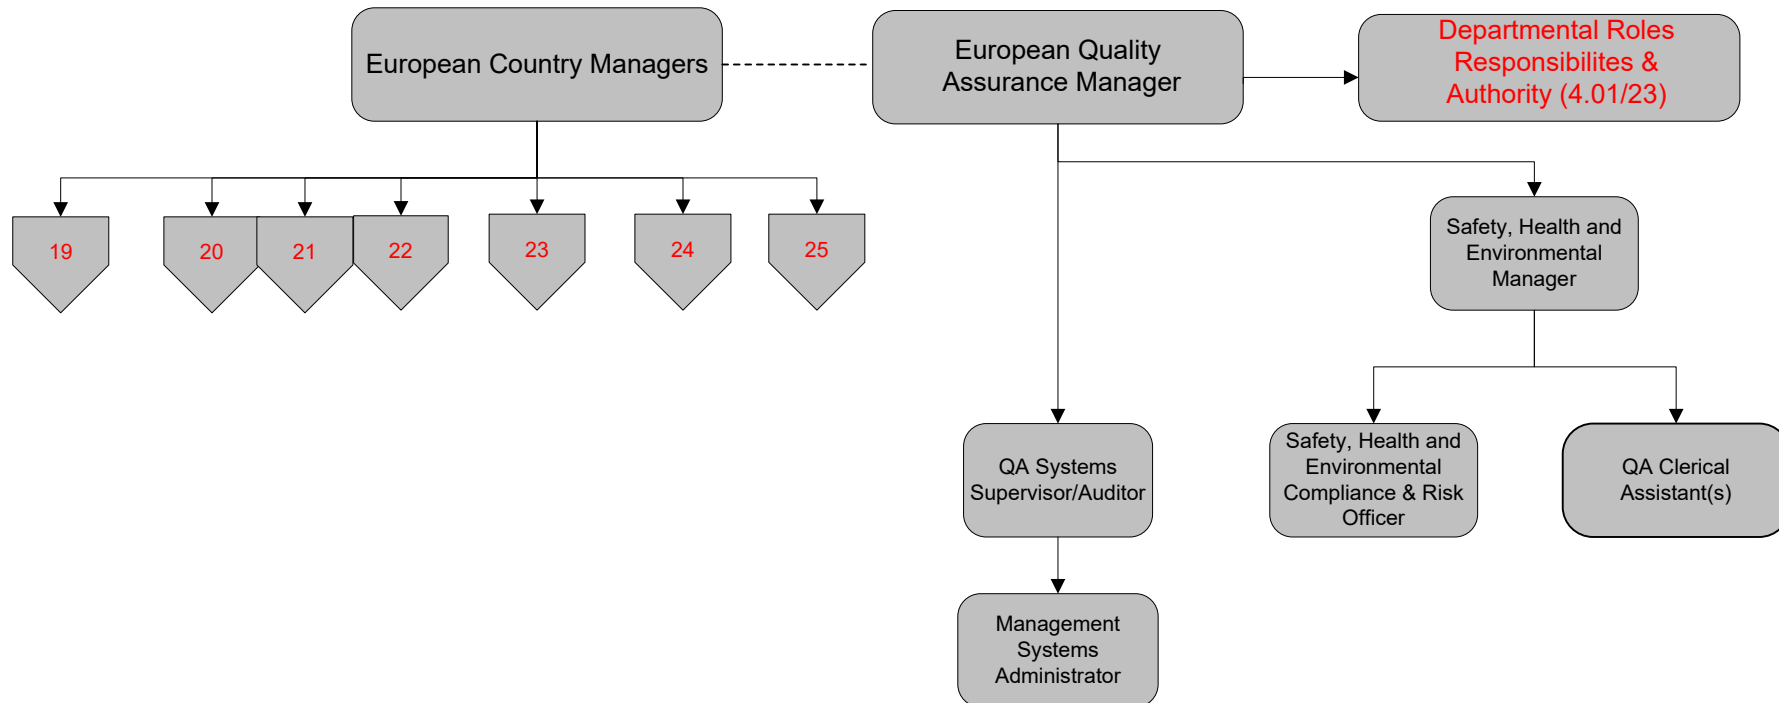 European Country Managers
European Quality
Assurance Manager
Departmental Roles
Responsibilites &
Authority (4.01/23)
19
20
21
22
23
24
25
Safety, Health and
Environmental
Manager
QA Systems
Supervisor/Auditor
Safety, Health and
Environmental
Compliance & Risk
Officer
QA Clerical
Assistant(s)
Management
Systems
Administrator